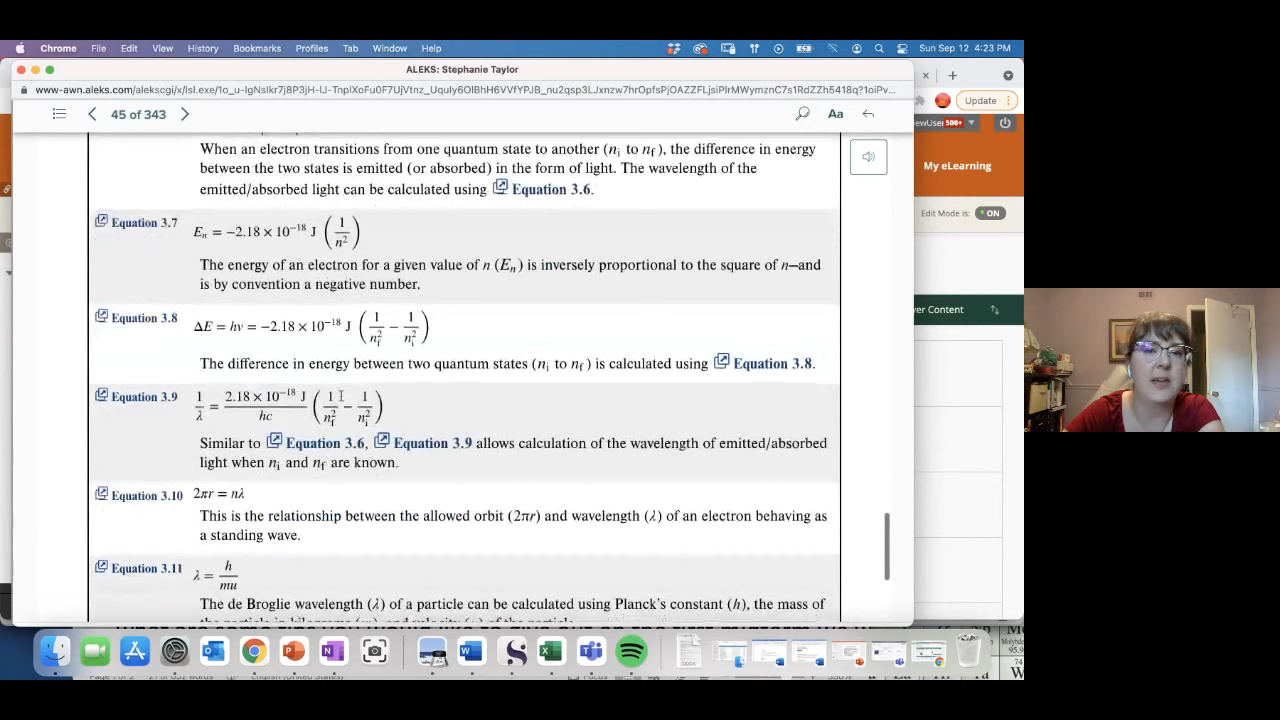 Chrome File Edit View History Bookmarks Profiles Tab Window Help Sun Sep 12 4:23 PM
ALEKS: Stephanie Taylor
45 of 343 Aa
Update
500+
My eLearning
Edit Mode is: ON
er Content
When an electron transitions from one quantum state to another (nᵢ to n_f), the difference in energy
between the two states is emitted (or absorbed) in the form of light. The wavelength of the
emitted/absorbed light can be calculated using Equation 3.6.
Equation 3.7 Eₙ = −2.18 × 10⁻¹⁸ J (1/n²)
The energy of an electron for a given value of n (Eₙ) is inversely proportional to the square of n—and
is by convention a negative number.
Equation 3.8 ΔE = hν = −2.18 × 10⁻¹⁸ J (1/n_f² − 1/nᵢ²)
The difference in energy between two quantum states (nᵢ to n_f) is calculated using Equation 3.8.
Equation 3.9 1/λ = 2.18 × 10⁻¹⁸ J/hc (1/n_f² − 1/nᵢ²)
Similar to Equation 3.6, Equation 3.9 allows calculation of the wavelength of emitted/absorbed
light when nᵢ and n_f are known.
Equation 3.10 2πr = nλ
This is the relationship between the allowed orbit (2πr) and wavelength (λ) of an electron behaving as
a standing wave.
Equation 3.11 λ = h/mu
The de Broglie wavelength (λ) of a particle can be calculated using Planck's constant (h), the mass of